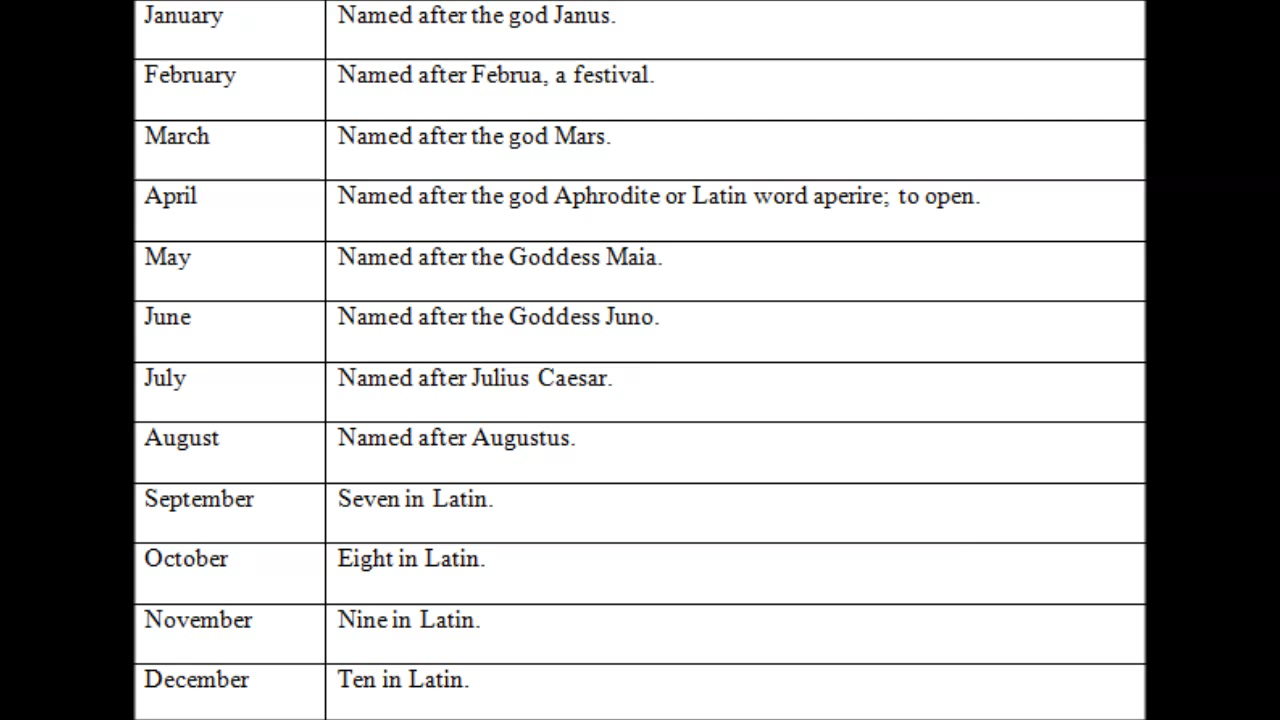 January Named after the god Janus.
February Named after Februa, a festival.
March Named after the god Mars.
April Named after the god Aphrodite or Latin word aperire; to open.
May Named after the Goddess Maia.
June Named after the Goddess Juno.
July Named after Julius Caesar.
August Named after Augustus.
September Seven in Latin.
October Eight in Latin.
November Nine in Latin.
December Ten in Latin.